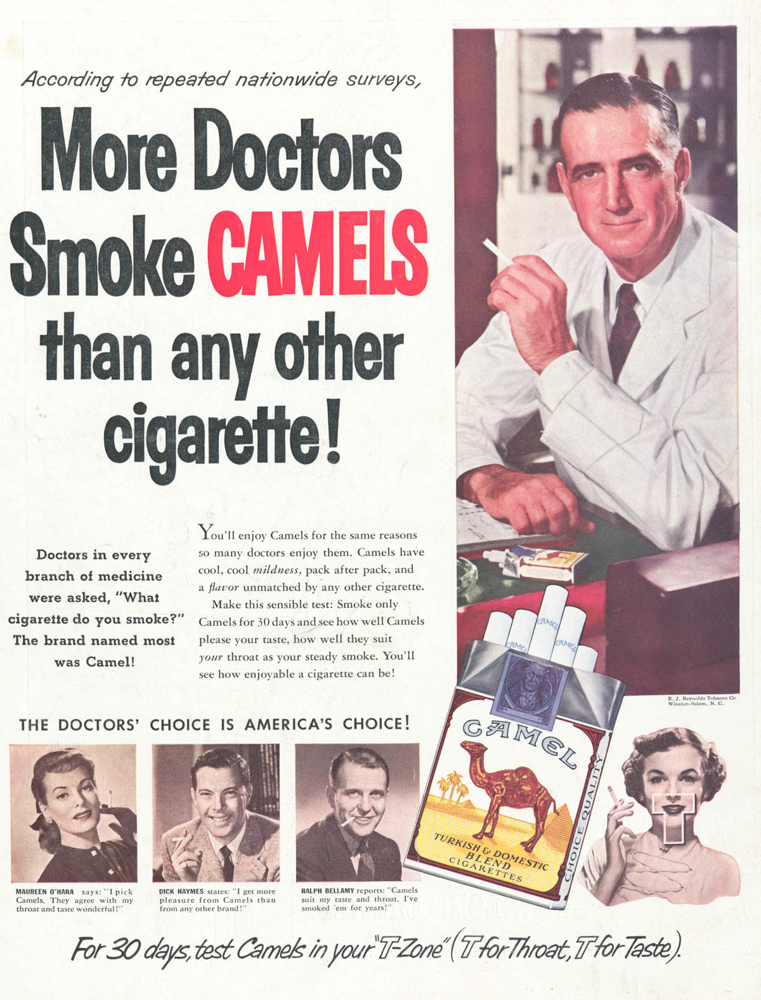 According to repeated nationwide surveys,
More Doctors
Smoke CAMELS
than any other
cigarette!
Doctors in every
branch of medicine
were asked, "What
cigarette do you smoke?"
The brand named most
was Camel!
You'll enjoy Camels for the same reasons
so many doctors enjoy them. Camels have
cool, cool mildness, pack after pack, and
a flavor unmatched by any other cigarette.
Make this sensible test: Smoke only
Camels for 30 days and see how well Camels
please your taste, how well they suit
your throat as your steady smoke. You'll
see how enjoyable a cigarette can be!
R. J. Reynolds Tobacco Co.
Winston-Salem, N. C.
THE DOCTORS' CHOICE IS AMERICA'S CHOICE!
MAUREEN O'HARA says: "I pick
Camels. They agree with my
throat and taste wonderful!"
DICK HAYMES states: "I get more
pleasure from Camels than
from any other brand!"
RALPH BELLAMY reports: "Camels
suit my taste and throat. I've
smoked 'em for years!"
CAMEL
CAMEL
CAMEL
CAMEL
TURKISH & DOMESTIC
BLEND
CIGARETTES
CHOICE QUALITY
T
For 30 days, test Camels in your "T-Zone" (T for Throat, T for Taste).